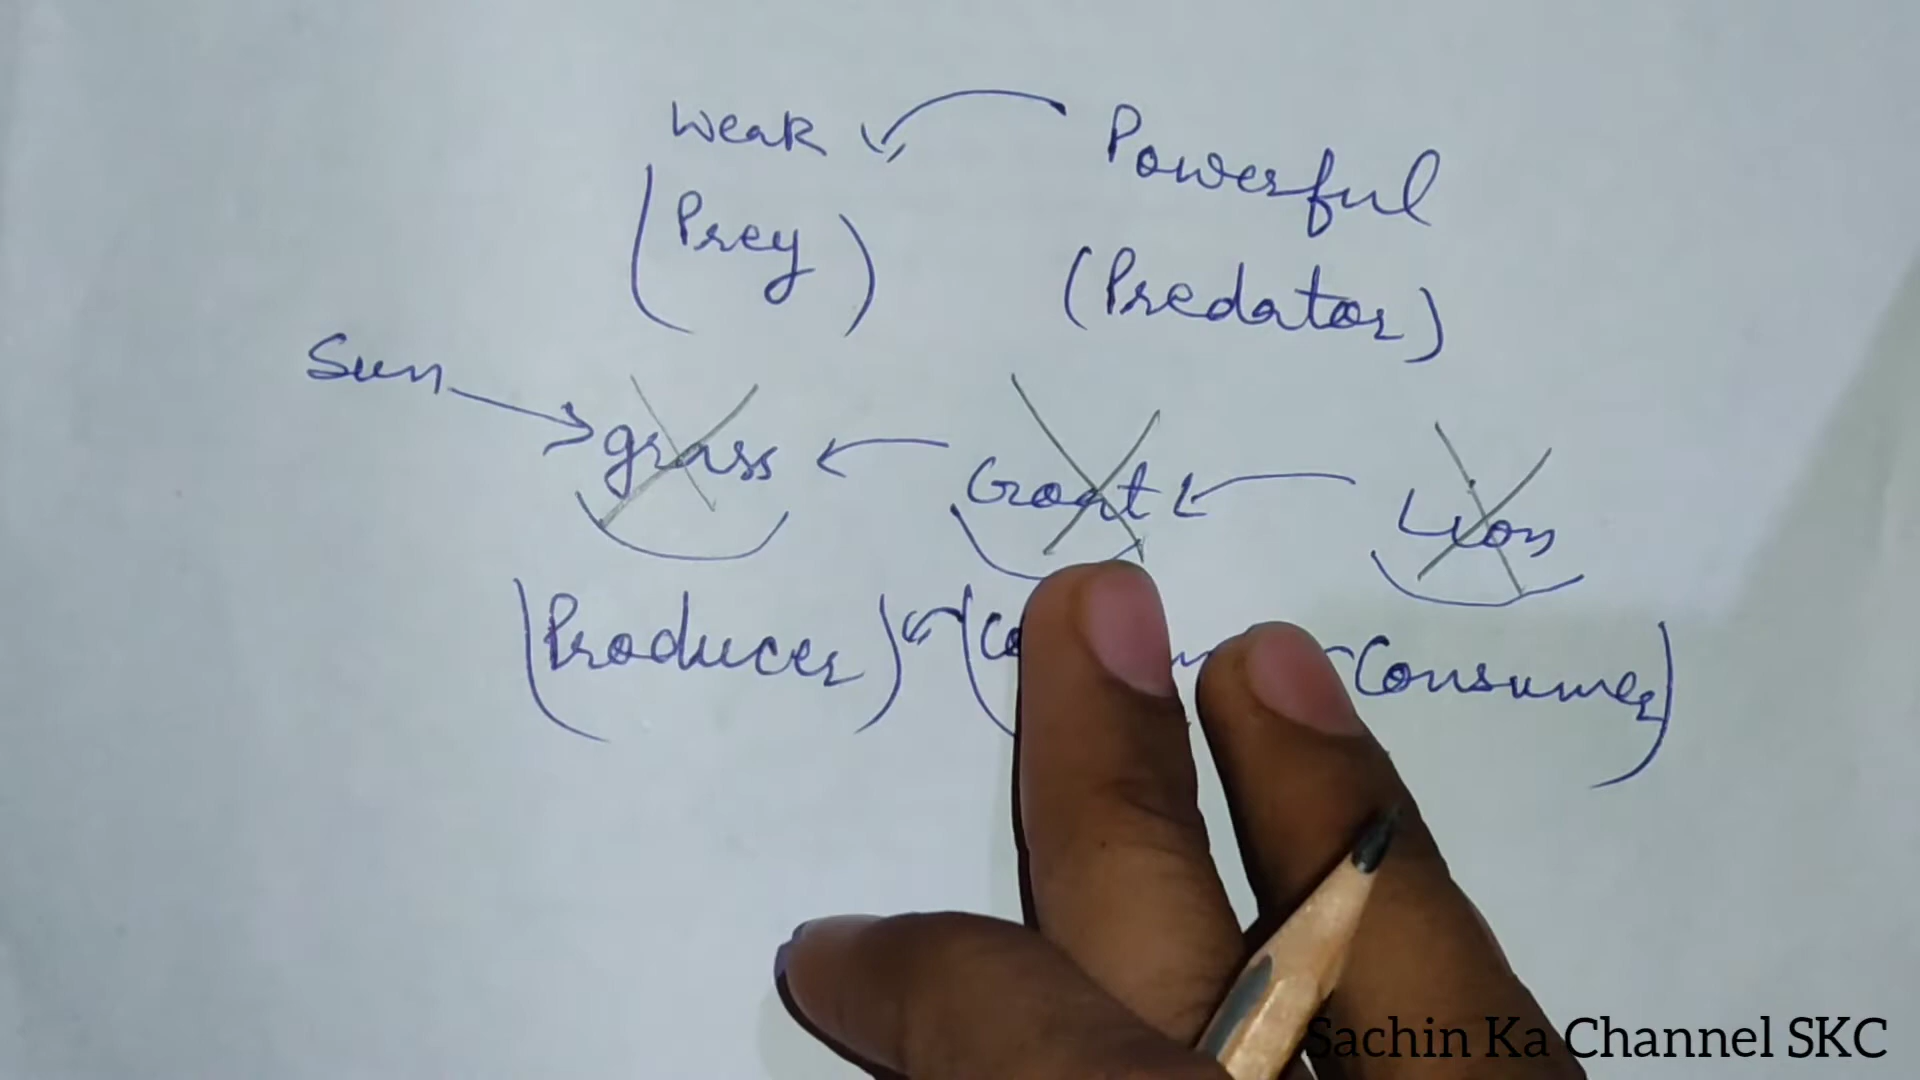 Weak Powerful
(Prey) (Predator)
Sun
grass Goat Lion
(Producer) Consumer)
Sachin Ka Channel SKC